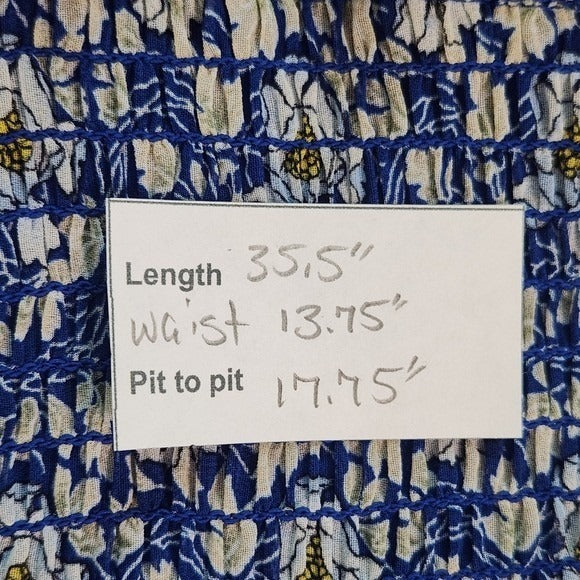 Length 35.5"
waist 13.75"
Pit to pit 17.75"